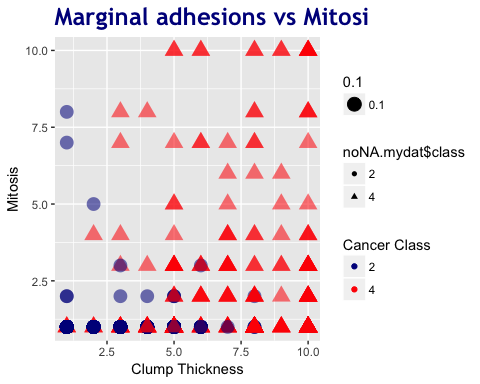 Marginal adhesions vs Mitosi
10.0
7.5
5.0
2.5
Mitosis
2.5
5.0
7.5
10.0
Clump Thickness
0.1
0.1
noNA.mydat$class
2
4
Cancer Class
2
4